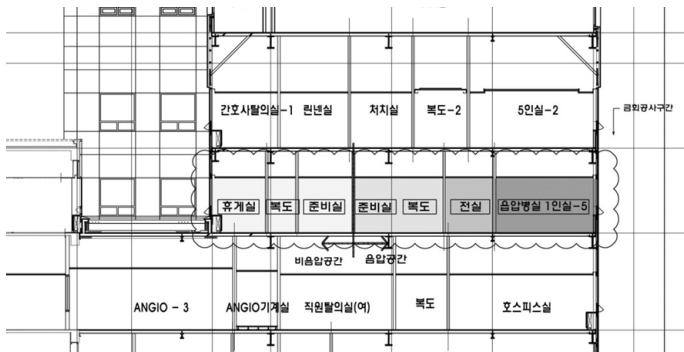 간호사탈의실-1 린넨실 처치실 복도-2 5인실-2
금회공사구간
휴게실 복도 준비실 준비실 복도 전실 음압병실 1인실-5
비음압공간 음압공간
ANGIO - 3 ANGIO기계실 직원탈의실(여) 복도 호스피스실